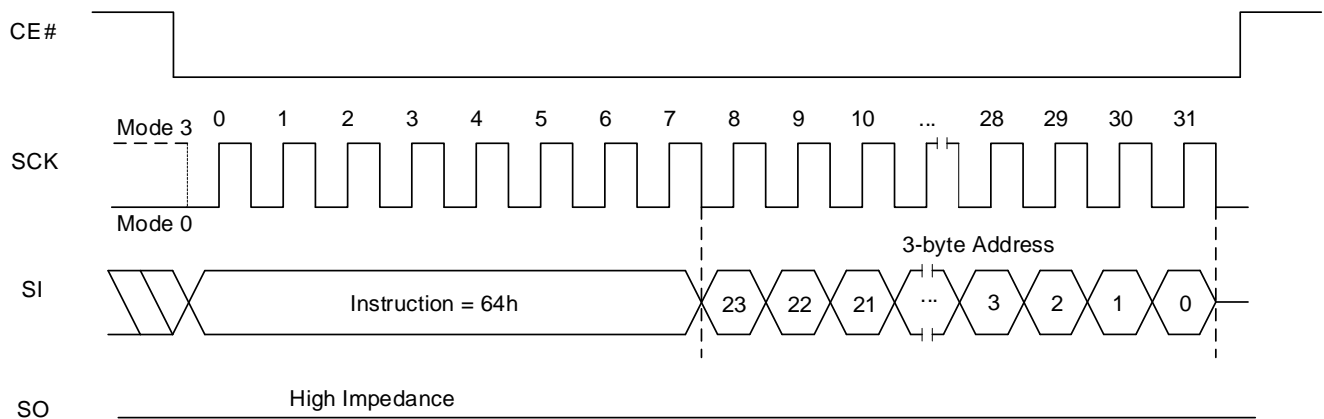 CE#
0 1 2 3 4 5 6 7 8 9 10 ... 28 29 30 31
Mode 3
SCK
Mode 0
3-byte Address
SI
Instruction = 64h 23 22 21 ... 3 2 1 0
High Impedance
SO